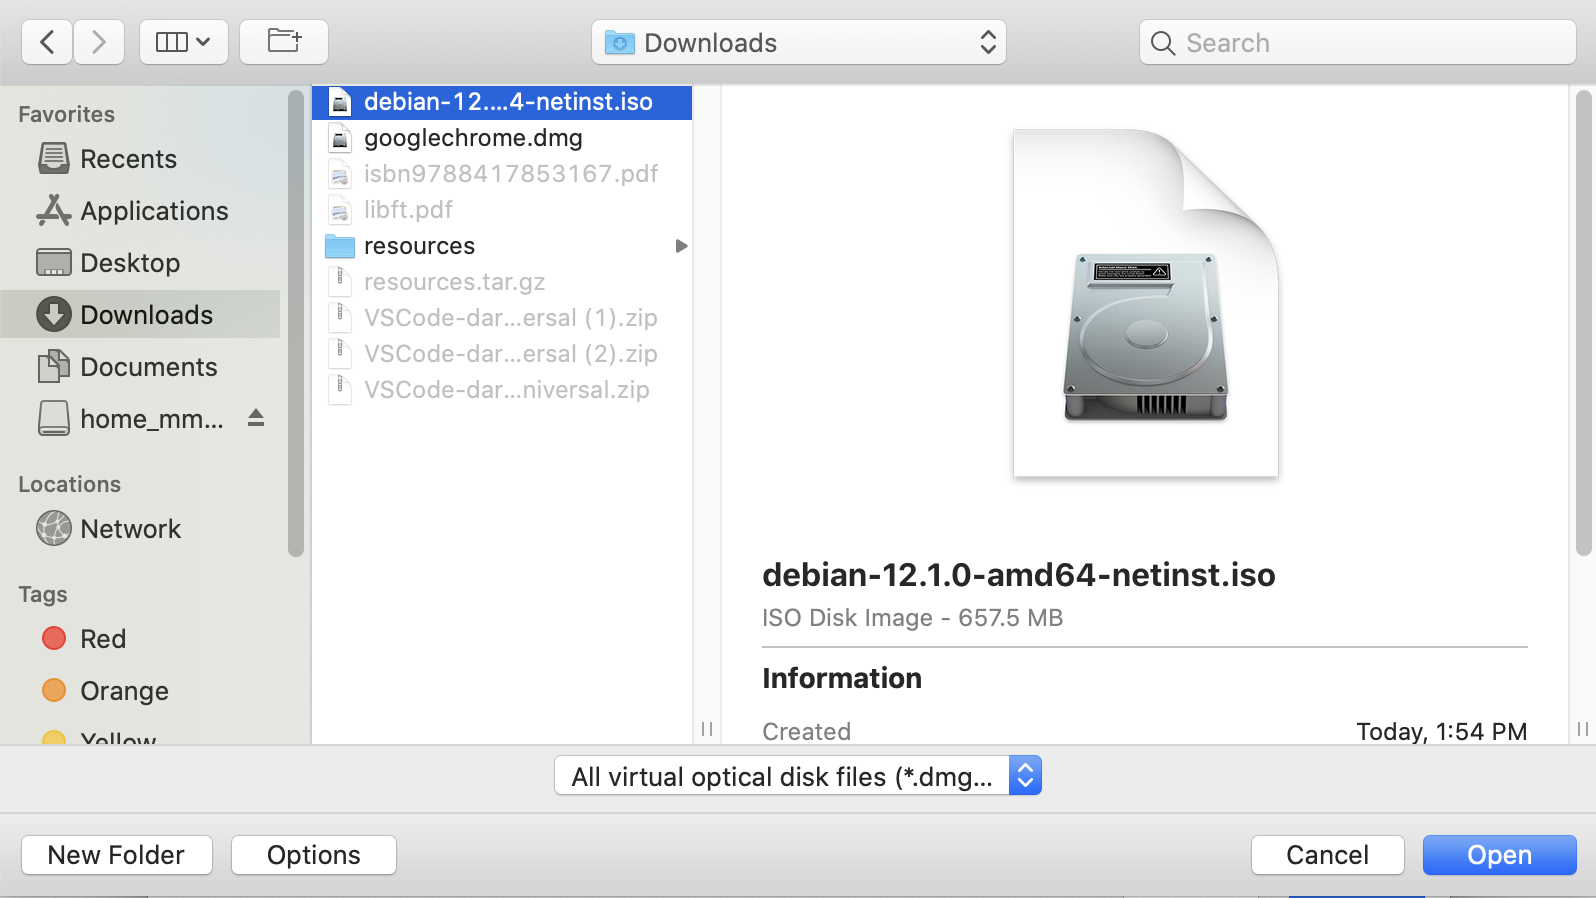 Downloads
Search
Favorites
Recents
Applications
Desktop
Downloads
Documents
home_mm...
Locations
Network
Tags
Red
Orange
Yellow
debian-12....4-netinst.iso
googlechrome.dmg
isbn9788417853167.pdf
libft.pdf
resources
resources.tar.gz
VSCode-dar...ersal (1).zip
VSCode-dar...ersal (2).zip
VSCode-dar...niversal.zip
debian-12.1.0-amd64-netinst.iso
ISO Disk Image - 657.5 MB
Information
Created Today, 1:54 PM
All virtual optical disk files (*.dmg...
New Folder Options Cancel Open